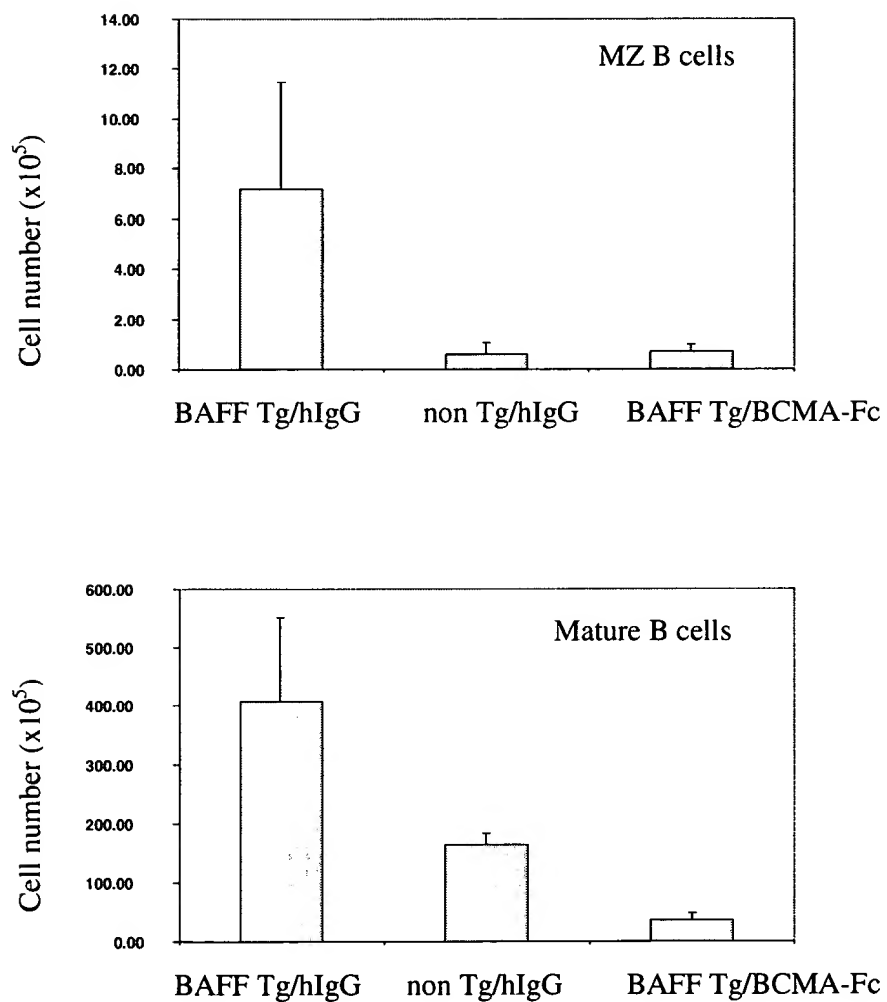 14.00
MZ B cells
12.00
10.00
8.00
6.00
4.00
2.00
0.00
Cell number (x10⁵)
BAFF Tg/hIgG non Tg/hIgG BAFF Tg/BCMA-Fc
600.00
Mature B cells
500.00
400.00
300.00
200.00
100.00
0.00
Cell number (x10⁵)
BAFF Tg/hIgG non Tg/hIgG BAFF Tg/BCMA-Fc